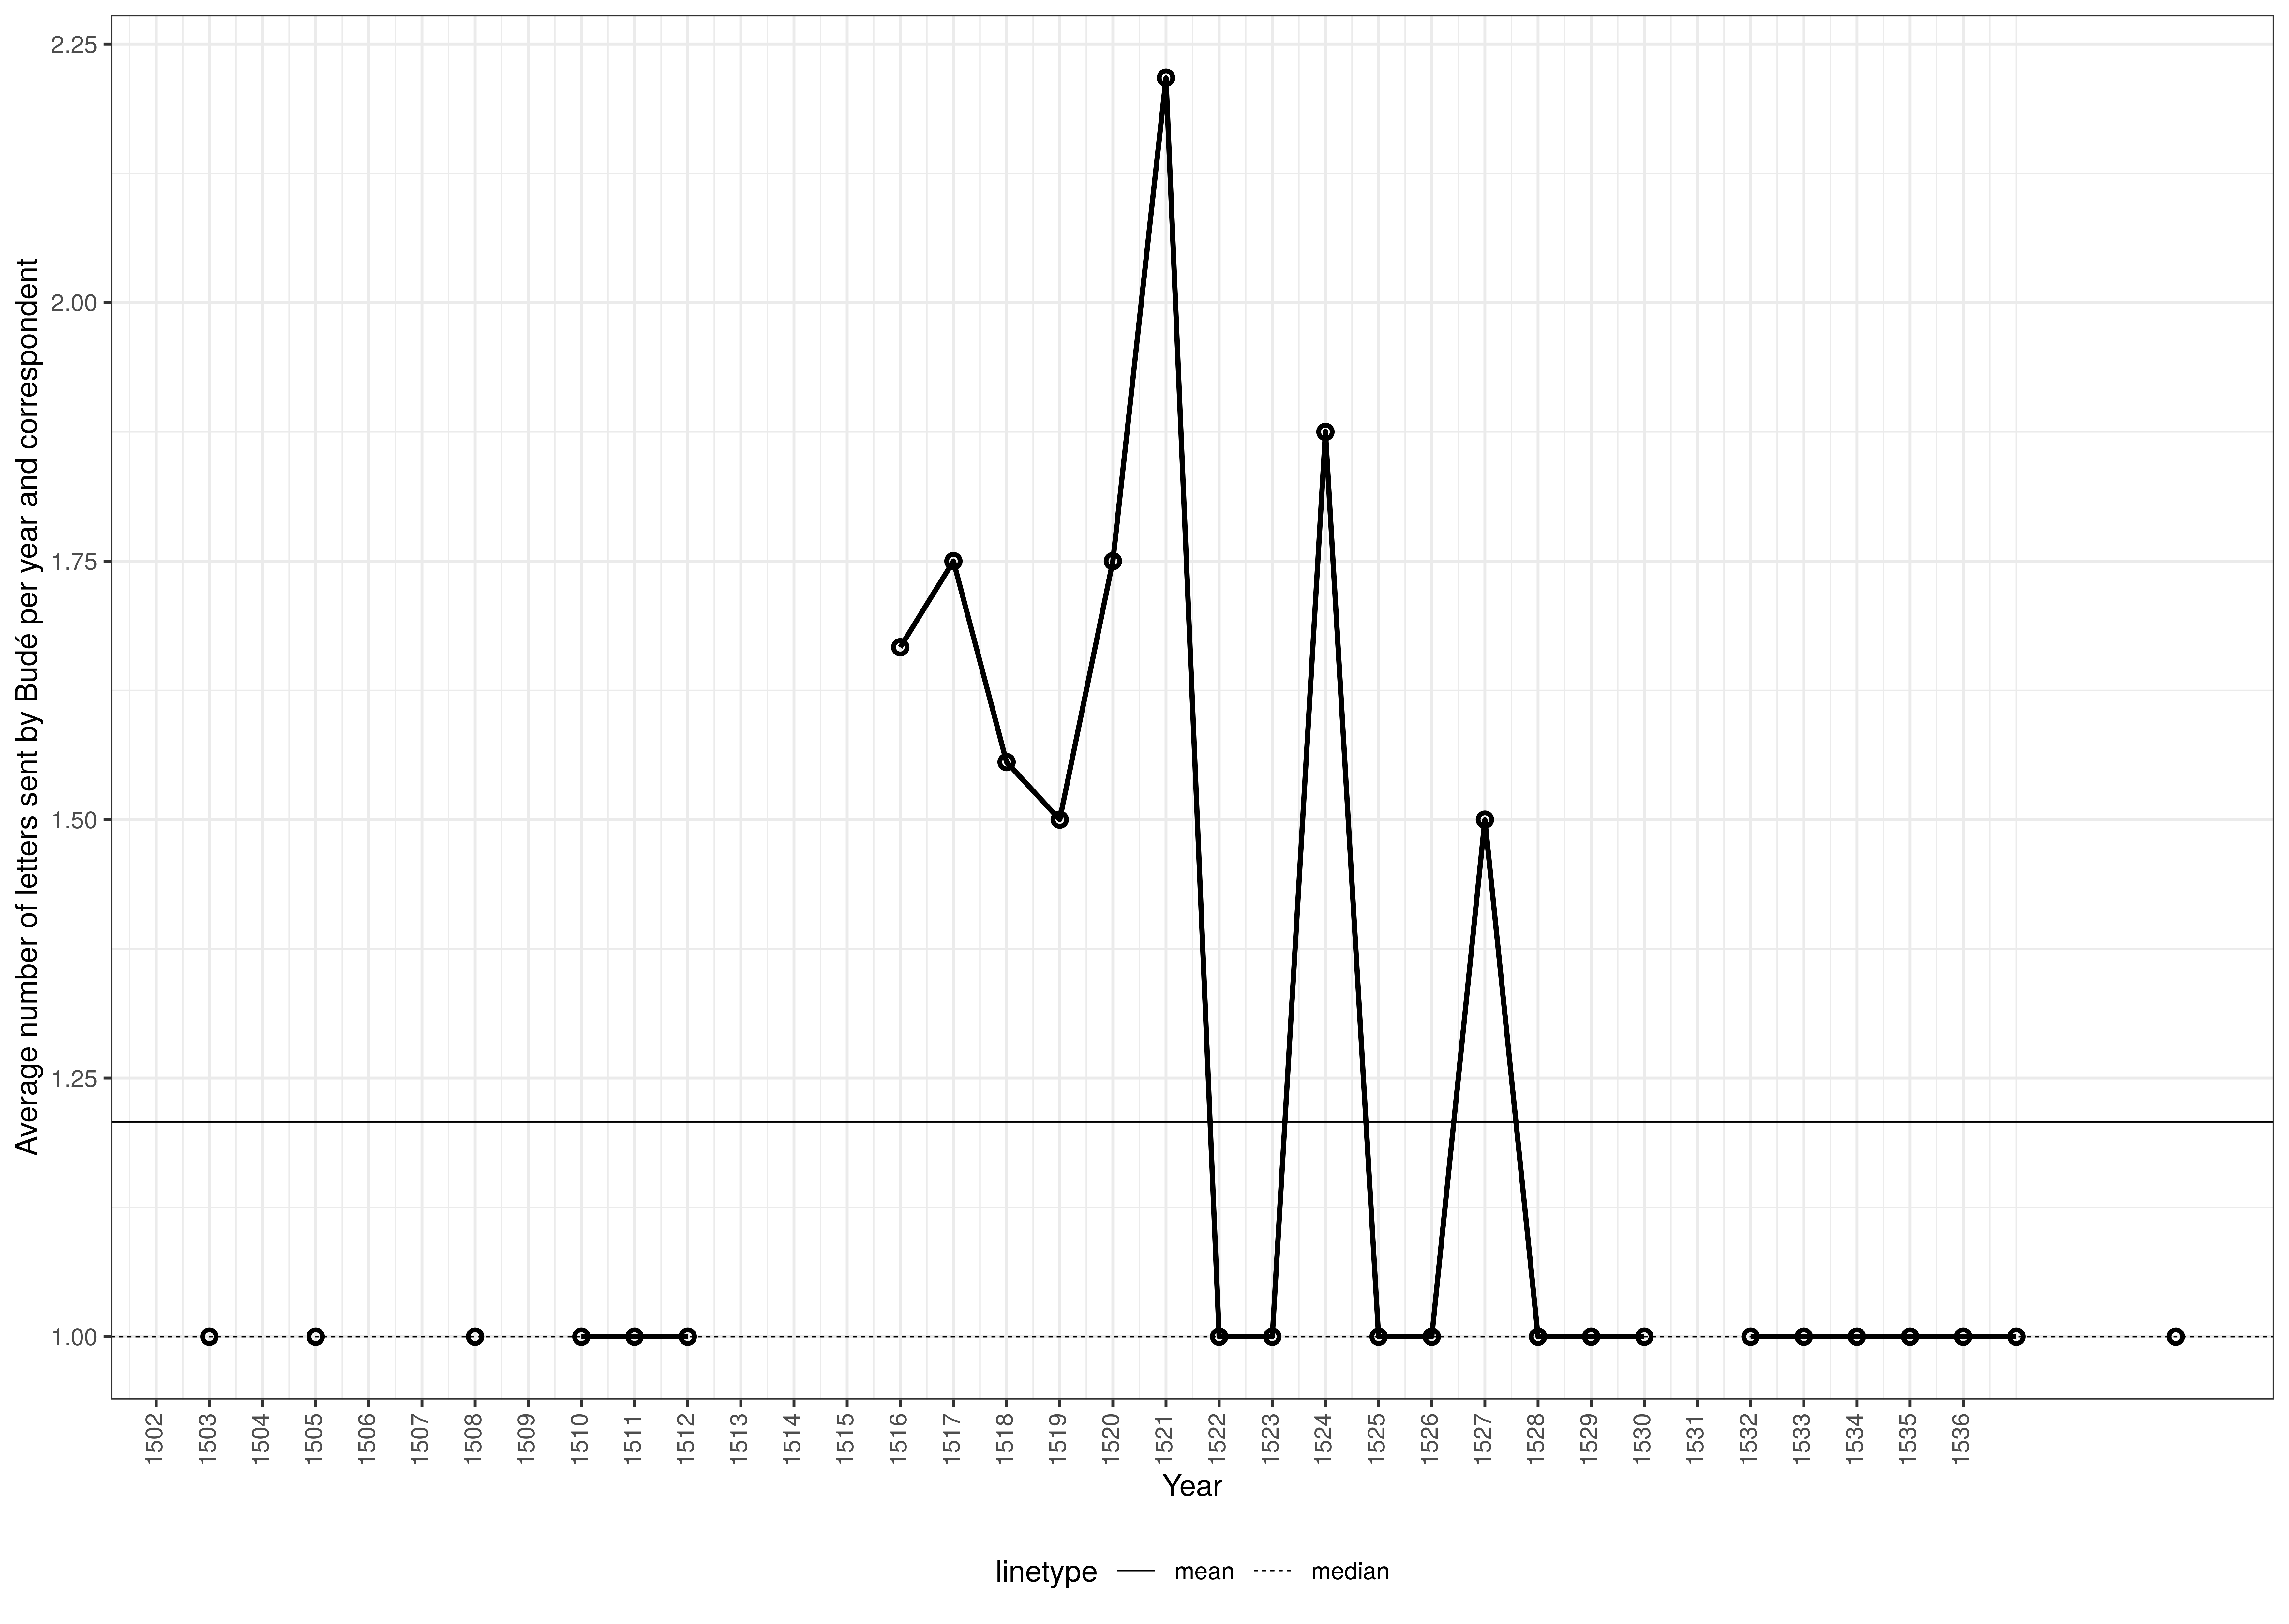 Average number of letters sent by Budé per year and correspondent
2.25
2.00
1.75
1.50
1.25
1.00
1502 1503 1504 1505 1506 1507 1508 1509 1510 1511 1512 1513 1514 1515 1516 1517 1518 1519 1520 1521 1522 1523 1524 1525 1526 1527 1528 1529 1530 1531 1532 1533 1534 1535 1536
Year
linetype mean median